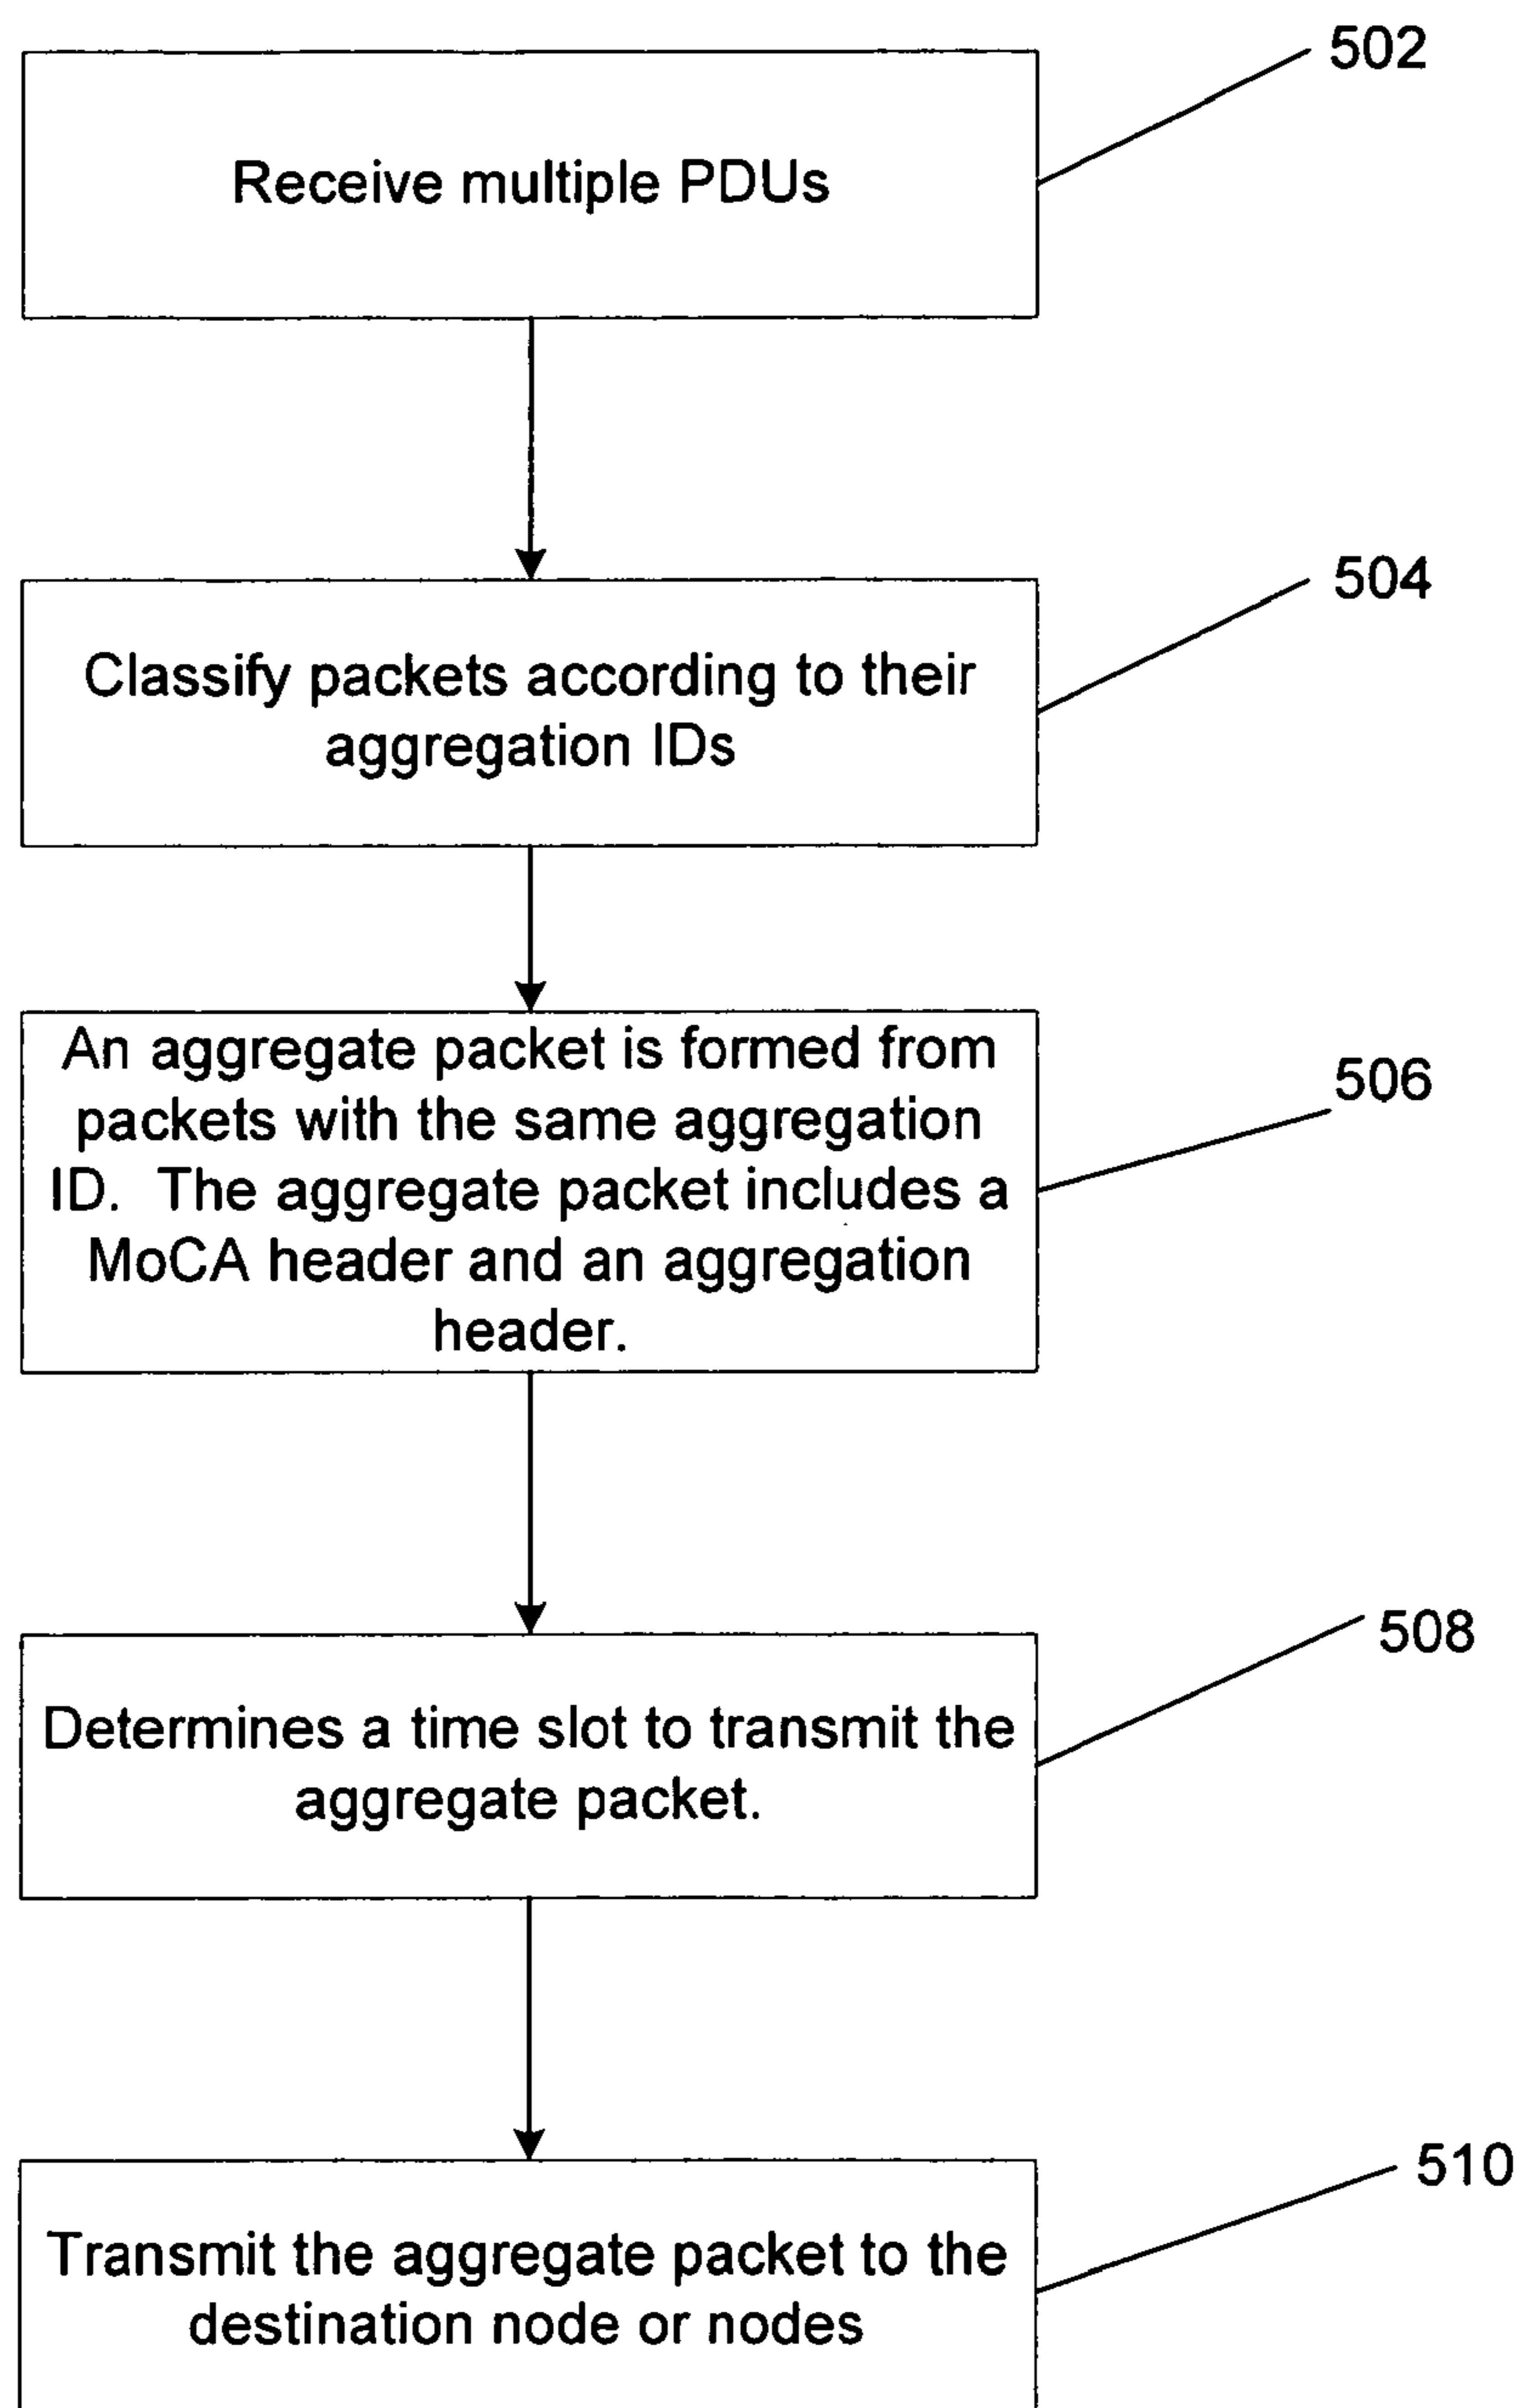 502
Receive multiple PDUs
504
Classify packets according to their
aggregation IDs
506
An aggregate packet is formed from
packets with the same aggregation
ID. The aggregate packet includes a
MoCA header and an aggregation
header.
508
Determines a time slot to transmit the
aggregate packet.
510
Transmit the aggregate packet to the
destination node or nodes